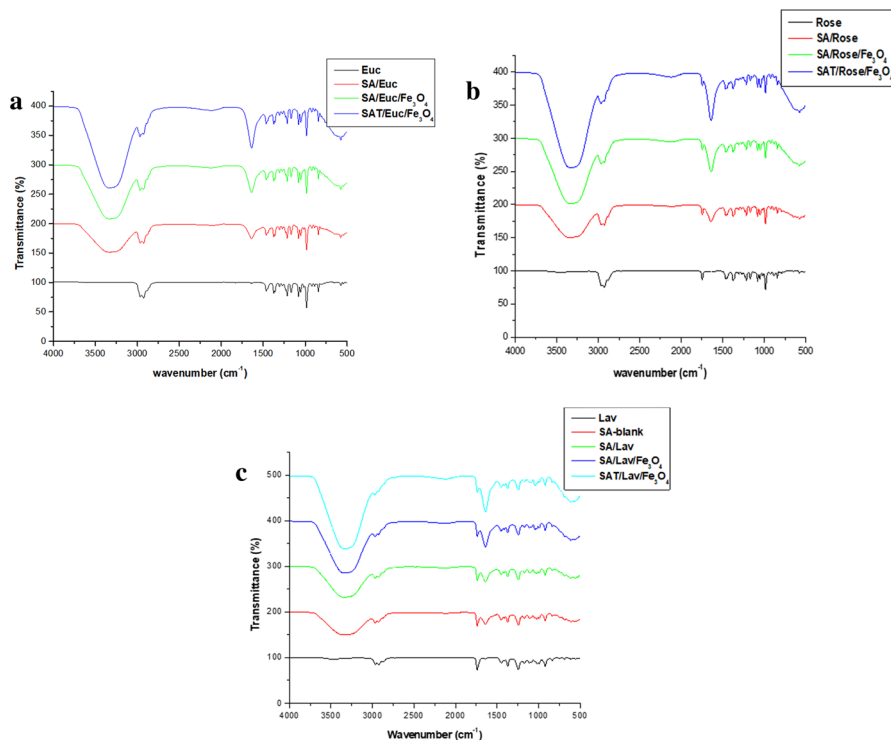 a
Euc
SA/Euc
SA/Euc/Fe3O4
SAT/Euc/Fe3O4
Transmittance (%)
400
350
300
250
200
150
100
50
0
4000 3500 3000 2500 2000 1500 1000 500
wavenumber (cm-1)
b
Rose
SA/Rose
SA/Rose/Fe3O4
SAT/Rose/Fe3O4
Transmittance (%)
400
350
300
250
200
150
100
50
0
4000 3500 3000 2500 2000 1500 1000 500
wavenumber (cm-1)
c
Lav
SA-blank
SA/Lav
SA/Lav/Fe3O4
SAT/Lav/Fe3O4
Transmittance (%)
500
400
300
200
100
0
4000 3500 3000 2500 2000 1500 1000 500
Wavenumber (cm-1)